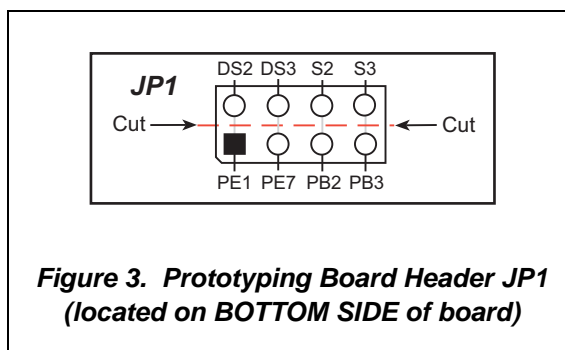 JP1
DS2 DS3 S2 S3
Cut Cut
PE1 PE7 PB2 PB3
Figure 3. Prototyping Board Header JP1
(located on BOTTOM SIDE of board)